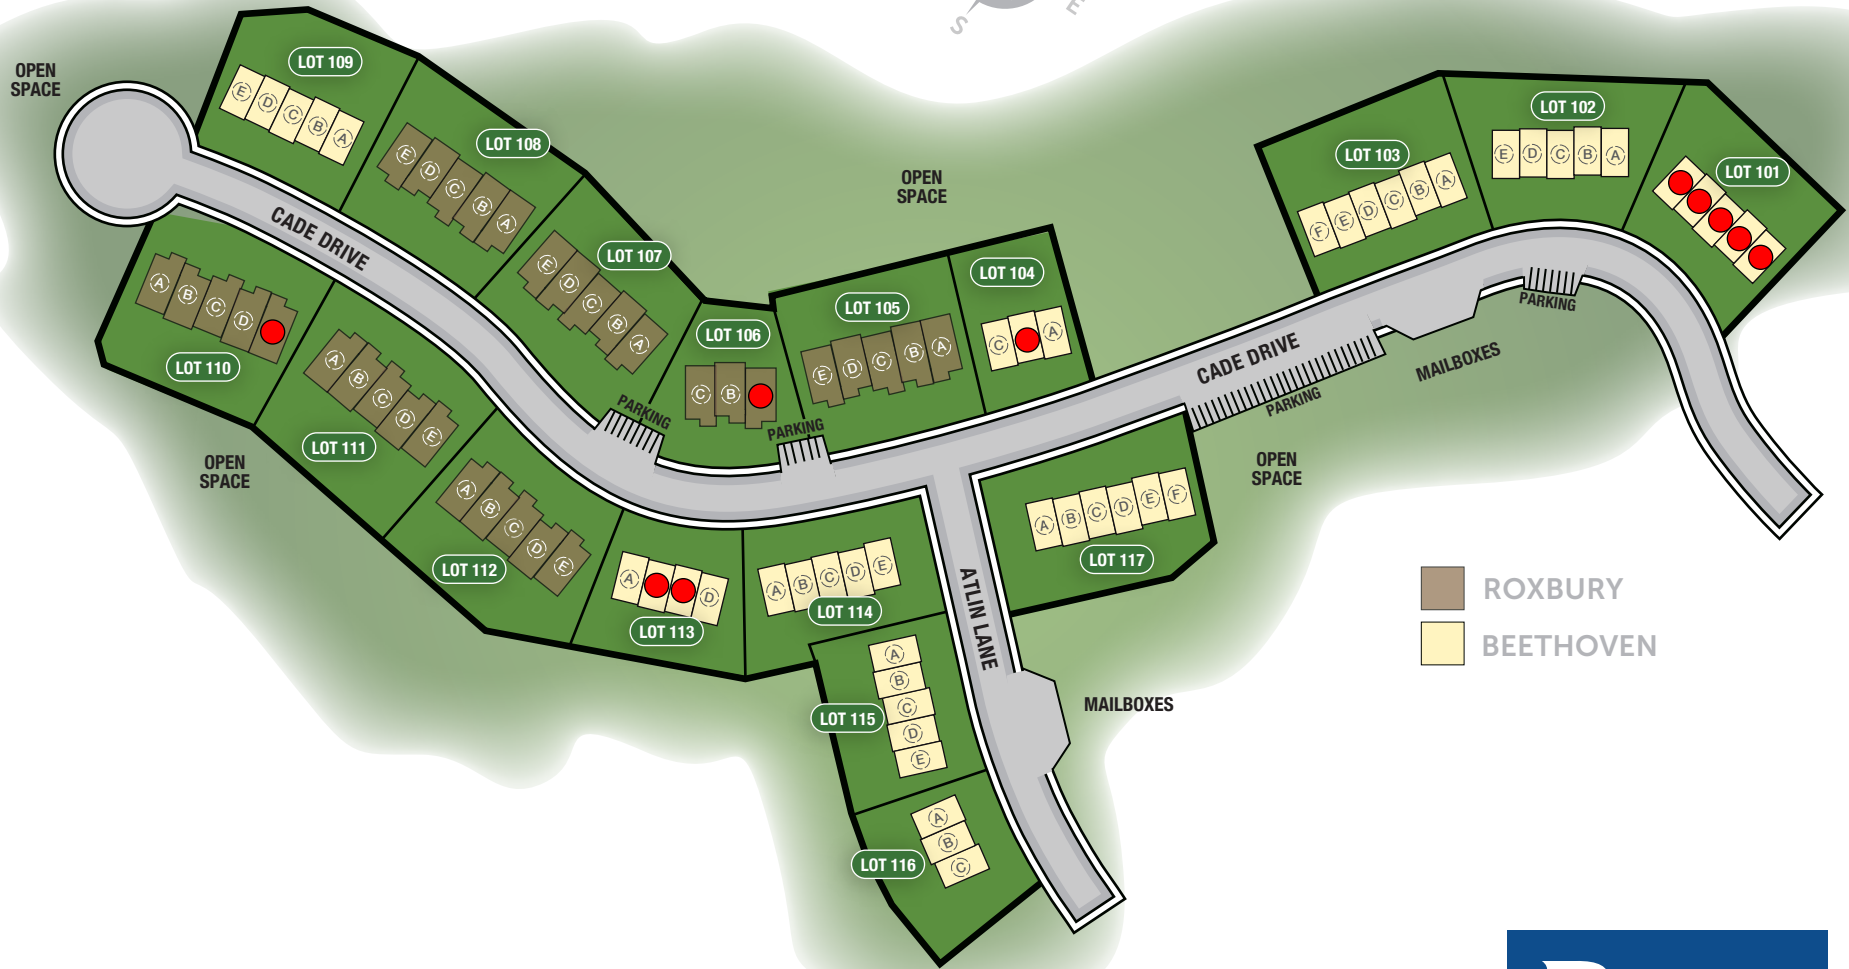 S
E
OPEN
SPACE
LOT 109
E D C B A
LOT 108
E D C B A
CADE DRIVE
LOT 107
E D C B A
OPEN
SPACE
LOT 102
E D C B A
LOT 103
F E D C B A
LOT 101
LOT 104
C A
LOT 105
E D C B A
LOT 106
C B
PARKING
PARKING
CADE DRIVE
PARKING
MAILBOXES
PARKING
A B C D
LOT 110
A B C D E
LOT 111
OPEN
SPACE
A B C D E
LOT 112
A D
LOT 113
A B C D E
LOT 114
ATLIN LANE
A B C D E F
LOT 117
OPEN
SPACE
ROXBURY
BEETHOVEN
A
B
C
D
E
LOT 115
MAILBOXES
A
B
C
LOT 116